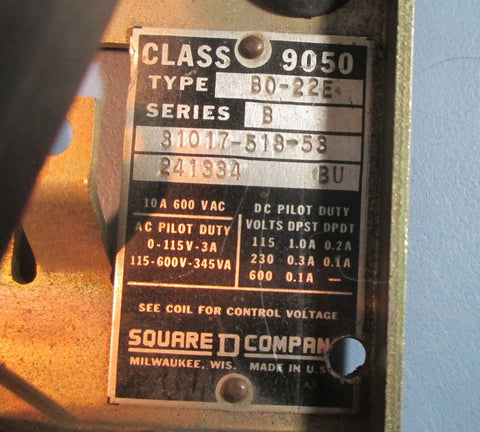 CLASS 9050
TYPE BO-22E
SERIES B
31017-518-53
241334 BU
10A 600 VAC
AC PILOT DUTY
0-115V-3A
115-600V-345VA
DC PILOT DUTY
VOLTS DPST DPDT
115 1.0A 0.2A
230 0.3A 0.1A
600 0.1A —
SEE COIL FOR CONTROL VOLTAGE
SQUARE D COMPAN
MILWAUKEE, WIS. MADE IN U.S